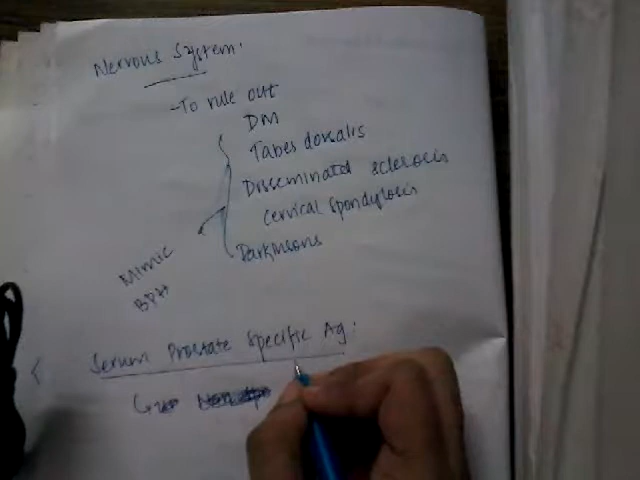 Nervous System:
-To rule out
DM
Tabes dorsalis
Disseminated sclerosis
Cervical Spondylosis
Parkinsons
Mimic
BPH
Serum Prostate Specific Ag: